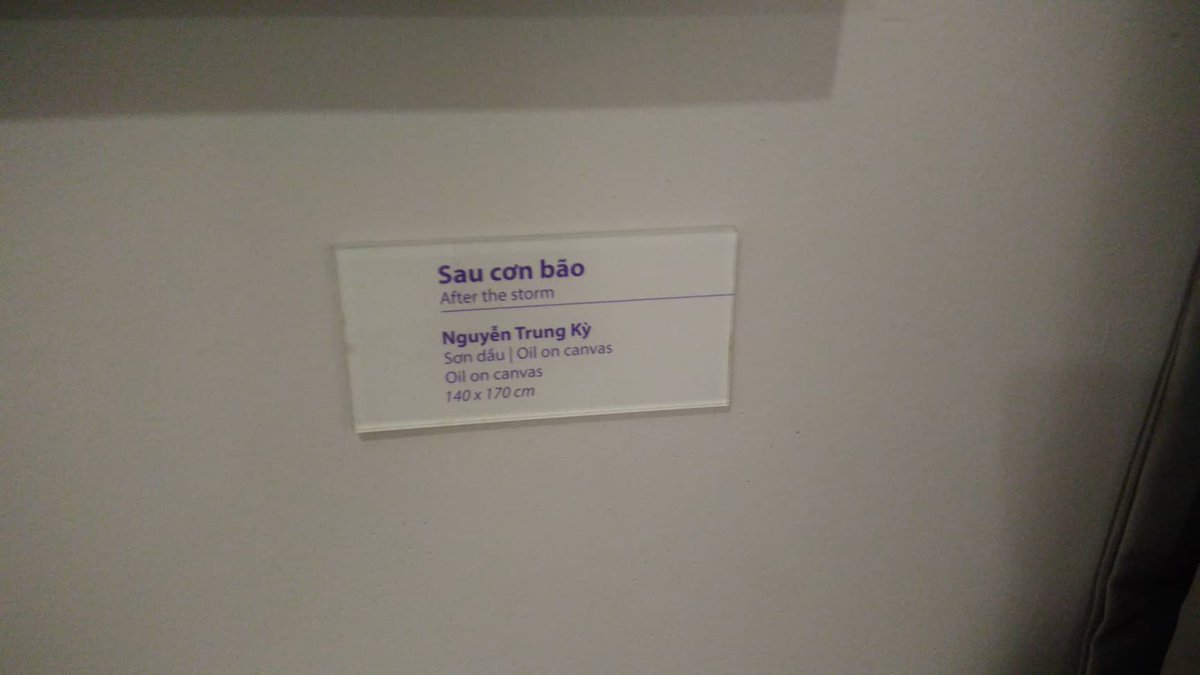 Sau cơn bão
After the storm
Nguyễn Trung Kỳ
Sơn dầu | Oil on canvas
Oil on canvas
140 x 170 cm